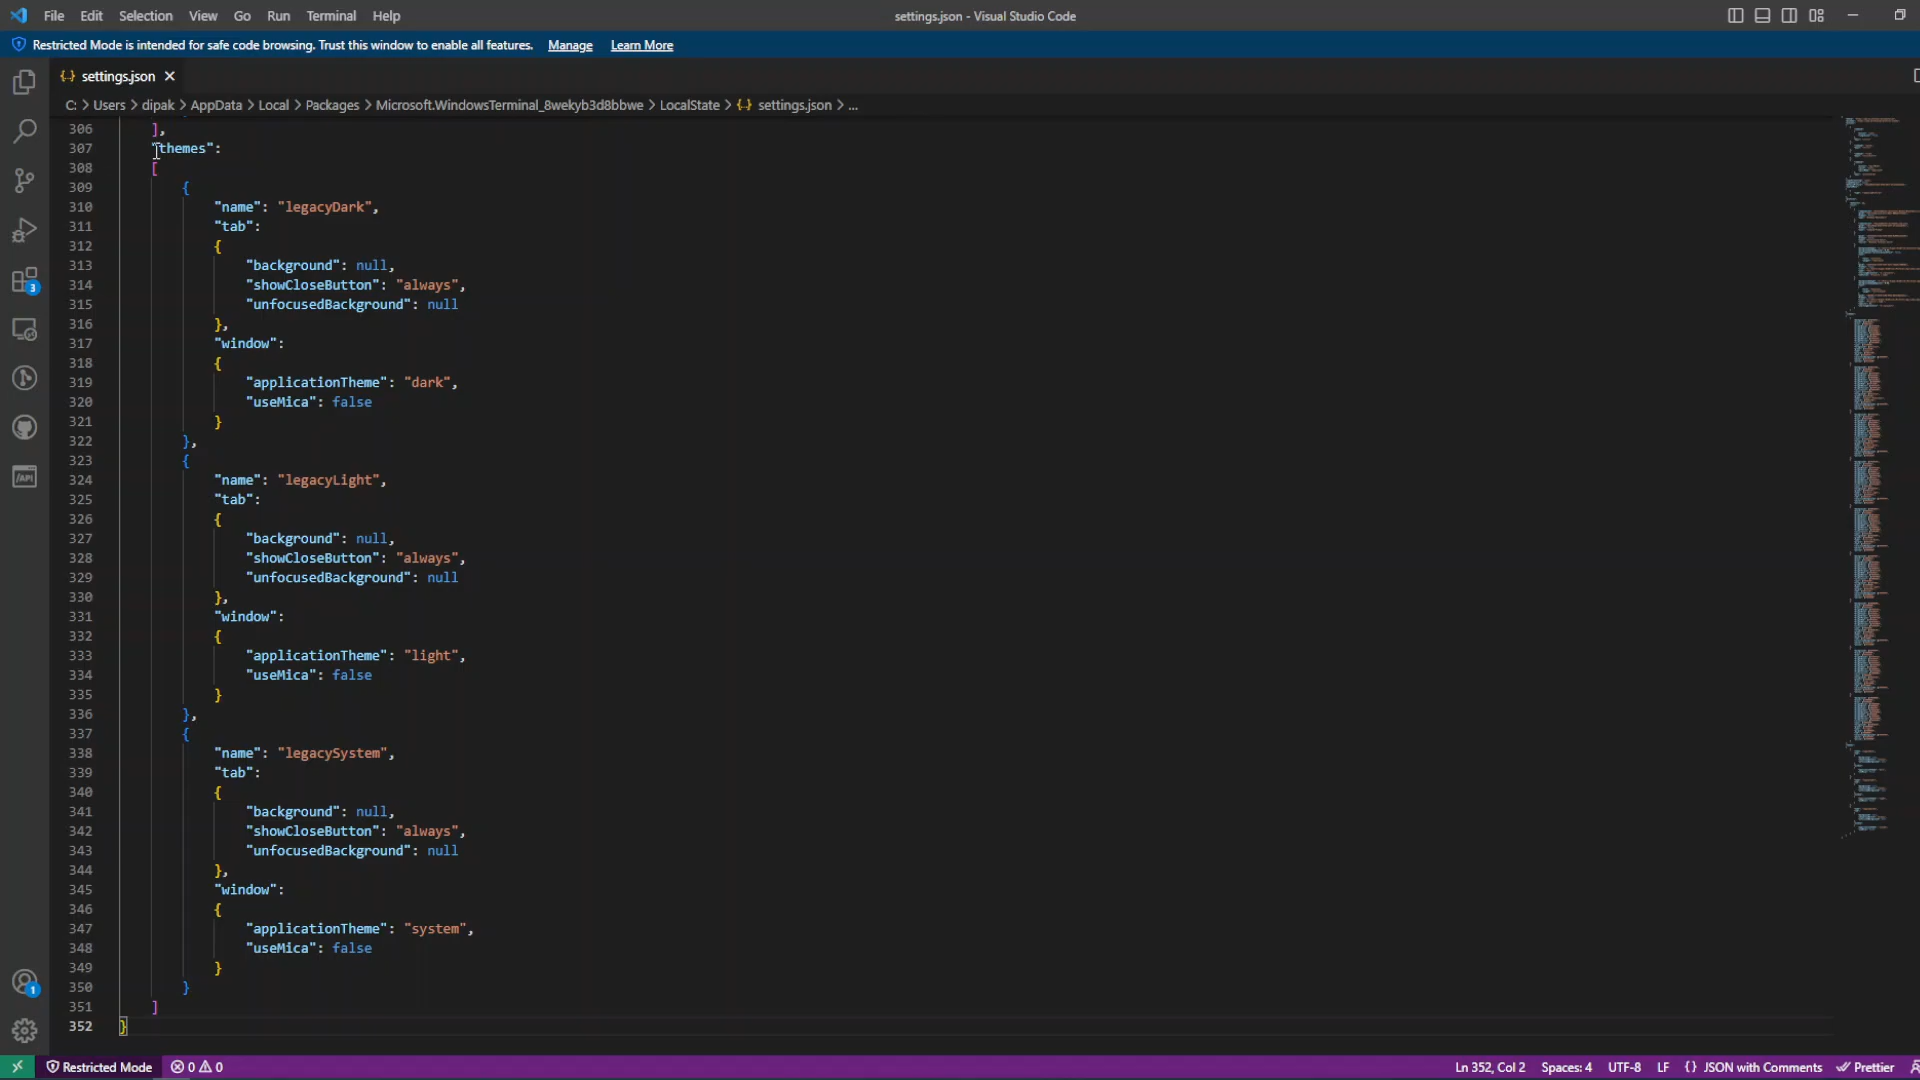 File Edit Selection View Go Run Terminal Help
settings.json - Visual Studio Code
Restricted Mode is intended for safe code browsing. Trust this window to enable all features. Manage Learn More
settings.json
C: > Users > dipak > AppData > Local > Packages > Microsoft.WindowsTerminal_8wekyb3d8bbwe > LocalState > {} settings.json > ...
306 ],
307 "themes":
308 [
309 {
310 "name": "legacyDark",
311 "tab":
312 {
313 "background": null,
314 "showCloseButton": "always",
315 "unfocusedBackground": null
316 },
317 "window":
318 {
319 "applicationTheme": "dark",
320 "useMica": false
321 }
322 },
323 {
324 "name": "legacyLight",
325 "tab":
326 {
327 "background": null,
328 "showCloseButton": "always",
329 "unfocusedBackground": null
330 },
331 "window":
332 {
333 "applicationTheme": "light",
334 "useMica": false
335 }
336 },
337 {
338 "name": "legacySystem",
339 "tab":
340 {
341 "background": null,
342 "showCloseButton": "always",
343 "unfocusedBackground": null
344 },
345 "window":
346 {
347 "applicationTheme": "system",
348 "useMica": false
349 }
350 }
351 ]
352 }
3
/API
1
Restricted Mode 0 0 Ln 352, Col 2 Spaces: 4 UTF-8 LF {} JSON with Comments Prettier